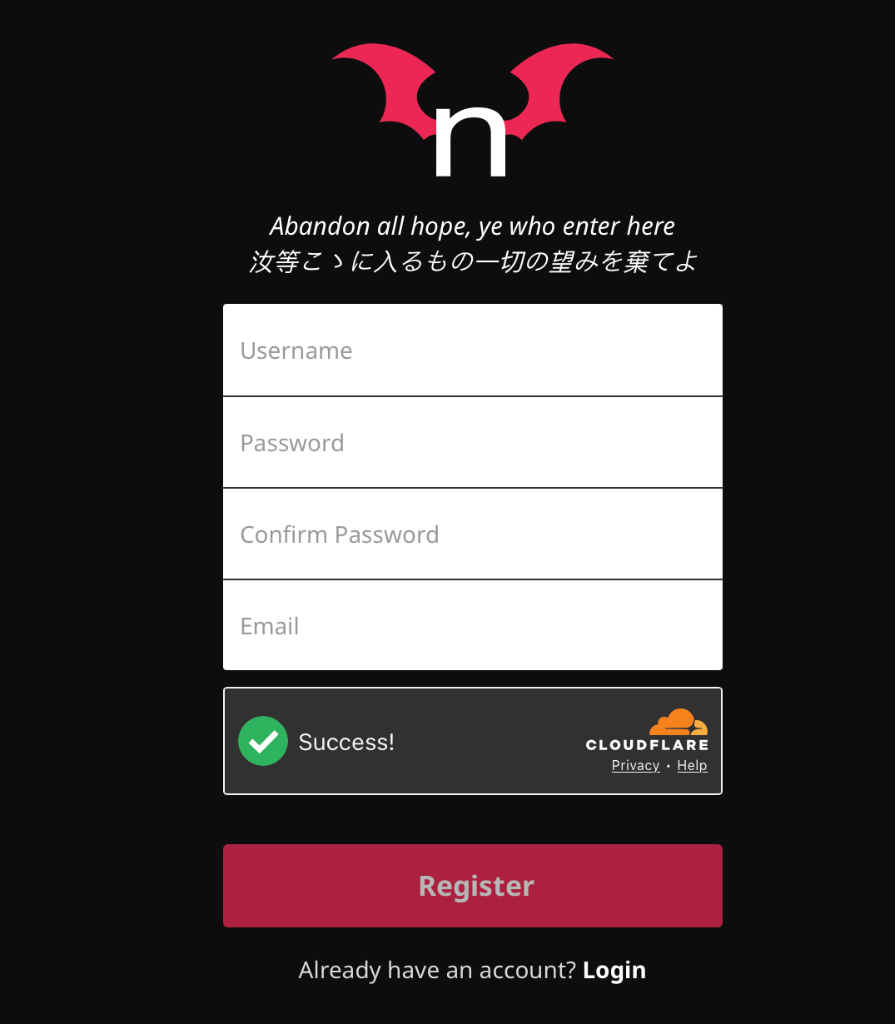 n
Abandon all hope, ye who enter here
汝等こゝに入るもの一切の望みを棄てよ
Username
Password
Confirm Password
Email
Success!
CLOUDFLARE
Privacy • Help
Register
Already have an account? Login